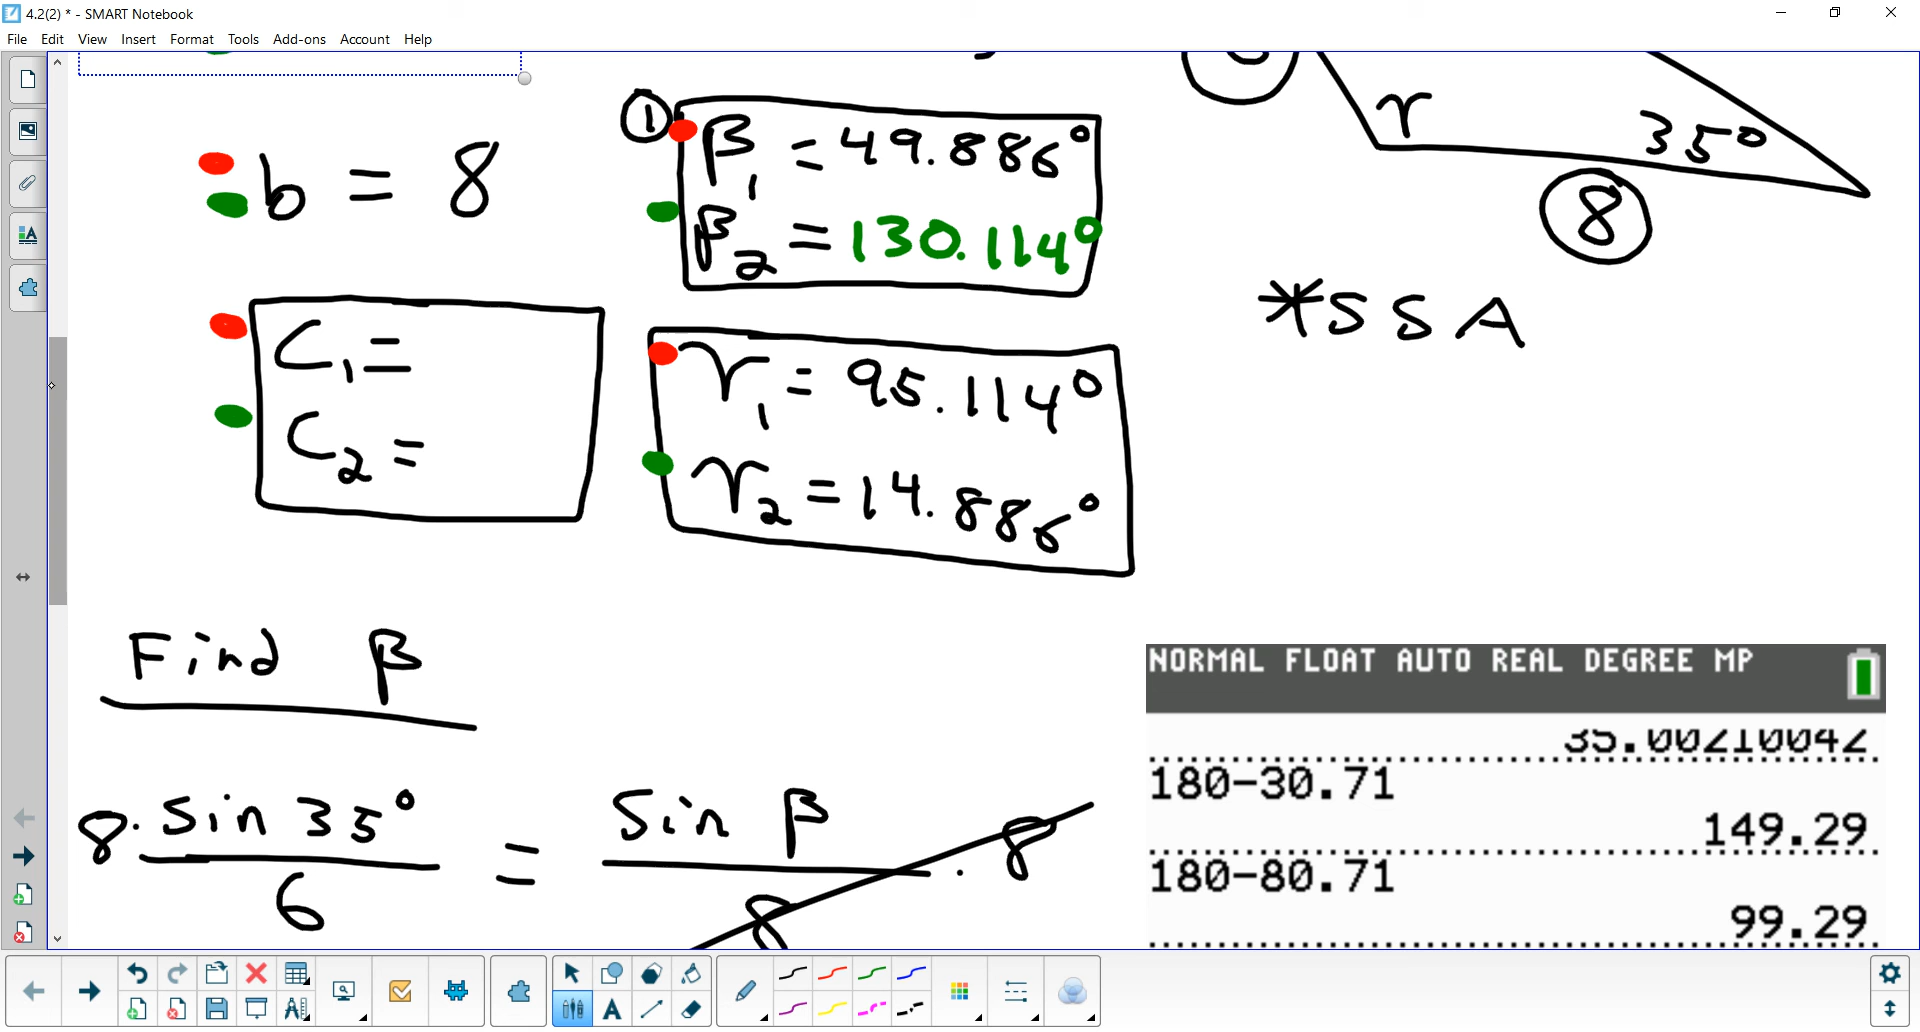 4.2(2) * - SMART Notebook
File Edit View Insert Format Tools Add-ons Account Help
b = 8
① β₁ = 49.886°
β₂ = 130.114°
C₁ =
C₂ =
γ₁ = 95.114°
γ₂ = 14.886°
γ 35°
8
*SSA
Find β
8 · Sin 35° / 6 = Sin β / 8 · 8
NORMAL FLOAT AUTO REAL DEGREE MP
35.00210042
180-30.71
149.29
180-80.71
99.29